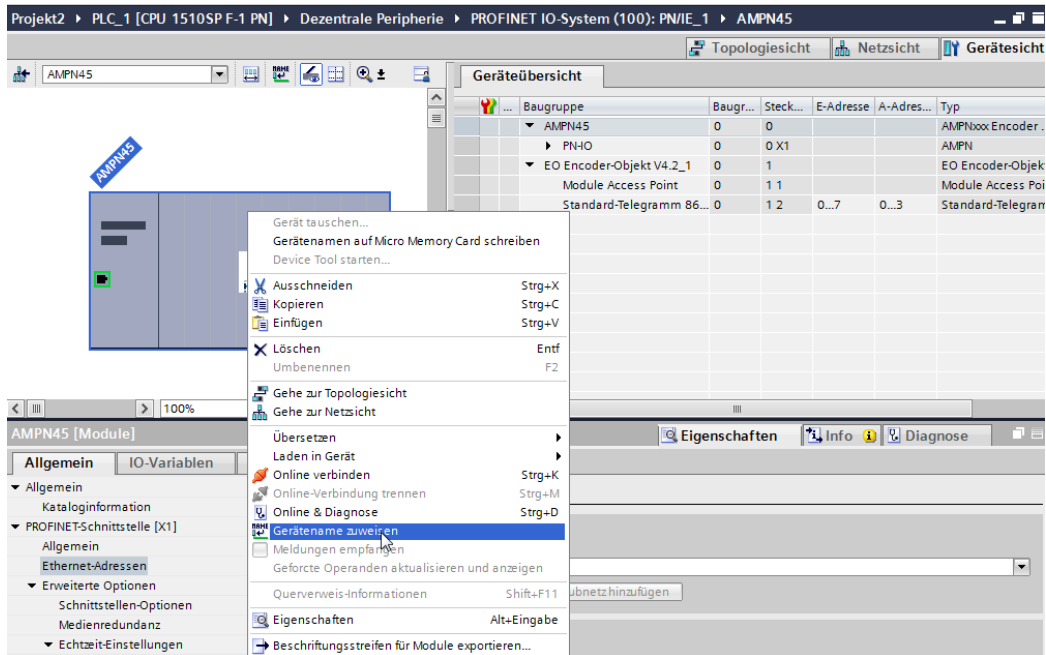 Projekt2 ▸ PLC_1 [CPU 1510SP F-1 PN] ▸ Dezentrale Peripherie ▸ PROFINET IO-System (100): PN/IE_1 ▸ AMPN45
Topologiesicht Netzsicht Gerätesicht
AMPN45
Geräteübersicht
... Baugruppe Baugr... Steck... E-Adresse A-Adres... Typ
AMPN45 0 0 AMPNxxx Encoder .
PN-IO 0 0 X1 AMPN
EO Encoder-Objekt V4.2_1 0 1 EO Encoder-Objek
Module Access Point 0 1 1 Module Access Poi
Standard-Telegramm 86... 0 1 2 0...7 0...3 Standard-Telegram
AMPN45
Gerät tauschen...
Gerätenamen auf Micro Memory Card schreiben
Device Tool starten...
Ausschneiden Strg+X
Kopieren Strg+C
Einfügen Strg+V
Löschen Entf
Umbenennen F2
Gehe zur Topologiesicht
Gehe zur Netzsicht
Übersetzen
Laden in Gerät
Online verbinden Strg+K
Online-Verbindung trennen Strg+M
Online & Diagnose Strg+D
Gerätename zuweisen
Meldungen empfangen
Geforcte Operanden aktualisieren und anzeigen
Querverweis-Informationen Shift+F11
Eigenschaften Alt+Eingabe
Beschriftungsstreifen für Module exportieren...
100%
AMPN45 [Module]
Eigenschaften Info Diagnose
Allgemein IO-Variablen
Allgemein
Kataloginformation
PROFINET-Schnittstelle [X1]
Allgemein
Ethernet-Adressen
Erweiterte Optionen
Schnittstellen-Optionen
Medienredundanz
Echtzeit-Einstellungen
ubnetz hinzufügen